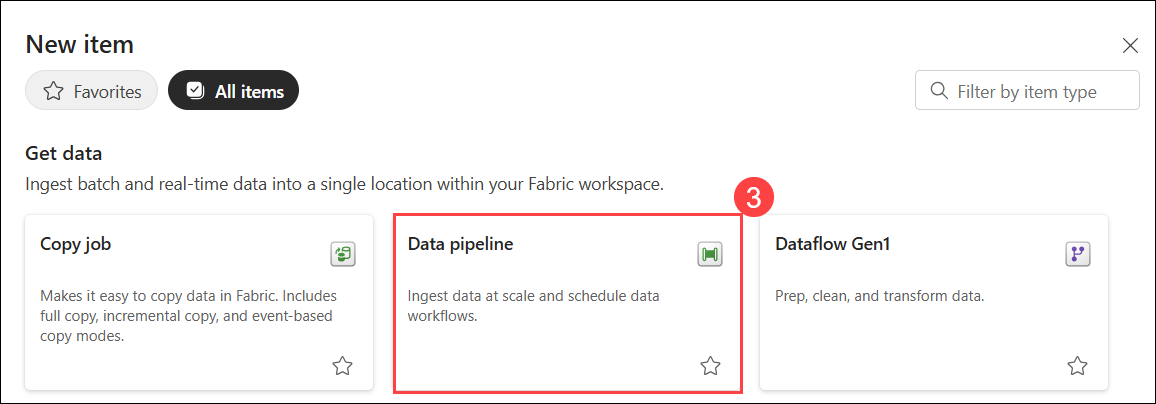 New item
Favorites
All items
Filter by item type
Get data
Ingest batch and real-time data into a single location within your Fabric workspace.
3
Copy job
Makes it easy to copy data in Fabric. Includes
full copy, incremental copy, and event-based
copy modes.
Data pipeline
Ingest data at scale and schedule data
workflows.
Dataflow Gen1
Prep, clean, and transform data.